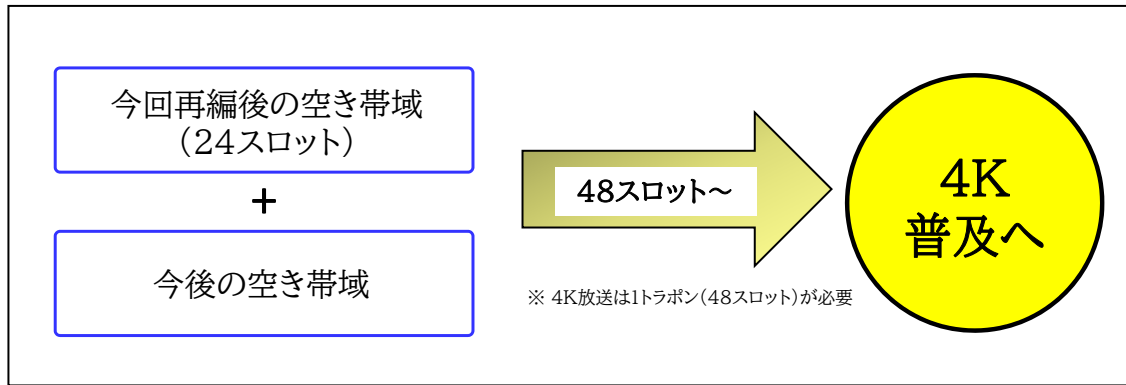 今回再編後の空き帯域
（24スロット）
＋
今後の空き帯域
48スロット～
※ 4K放送は1トラポン（48スロット）が必要
4K
普及へ